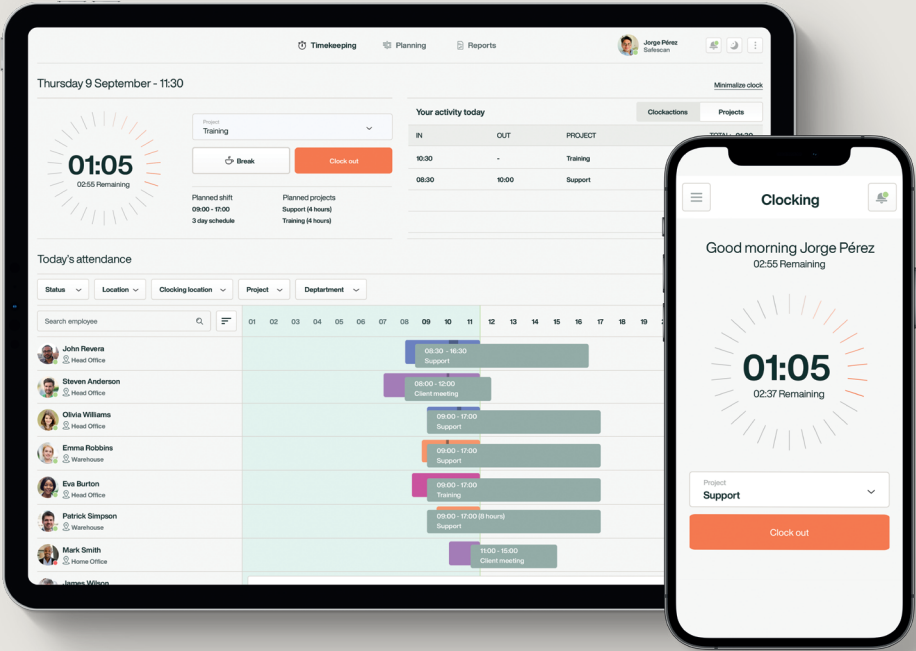 Timekeeping
Planning
Reports
Jorge Pérez
Safescan
Thursday 9 September - 11:30
Minimalize clock
01:05
02:55 Remaining
Project
Training
Break
Clock out
Planned shift
09:00 - 17:00
3 day schedule
Planned projects
Support (4 hours)
Training (4 hours)
Your activity today
Clockactions
Projects
IN OUT PROJECT
10:30 - Training
08:30 10:00 Support
Today's attendance
Status
Location
Clocking location
Project
Deptartment
Search employee
01 02 03 04 05 06 07 08 09 10 11 12 13 14 15 16 17 18 19
John Revera
Head Office
08:30 - 16:30
Support
Steven Anderson
Head Office
08:00 - 12:00
Client meeting
Olivia Williams
Head Office
09:00 - 17:00
Support
Emma Robbins
Warehouse
09:00 - 17:00
Support
Eva Burton
Head Office
09:00 - 17:00
Training
Patrick Simpson
Warehouse
09:00 - 17:00 (8 hours)
Support
Mark Smith
Home Office
11:00 - 15:00
Client meeting
James Wilson
Clocking
Good morning Jorge Pérez
02:55 Remaining
01:05
02:37 Remaining
Project
Support
Clock out